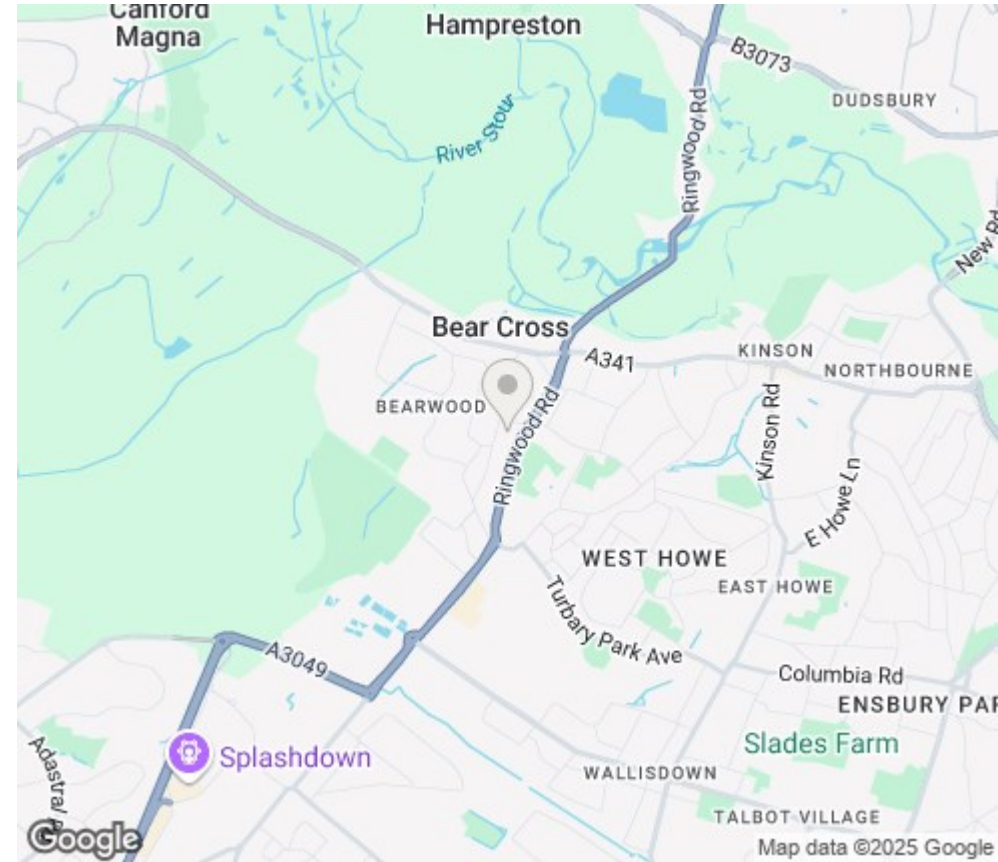 Canford
Magna
Hampreston
B3073
DUDSBURY
River Stour
Ringwood Rd
New Rd
Bear Cross
A341
KINSON
NORTHBOURNE
BEARWOOD
Ringwood Rd
Kinson Rd
E Howe Ln
WEST HOWE
EAST HOWE
Turbary Park Ave
A3049
Columbia Rd
ENSBURY PAR
Slades Farm
Adastral
Splashdown
WALLISDOWN
TALBOT VILLAGE
Google
Map data ©2025 Google